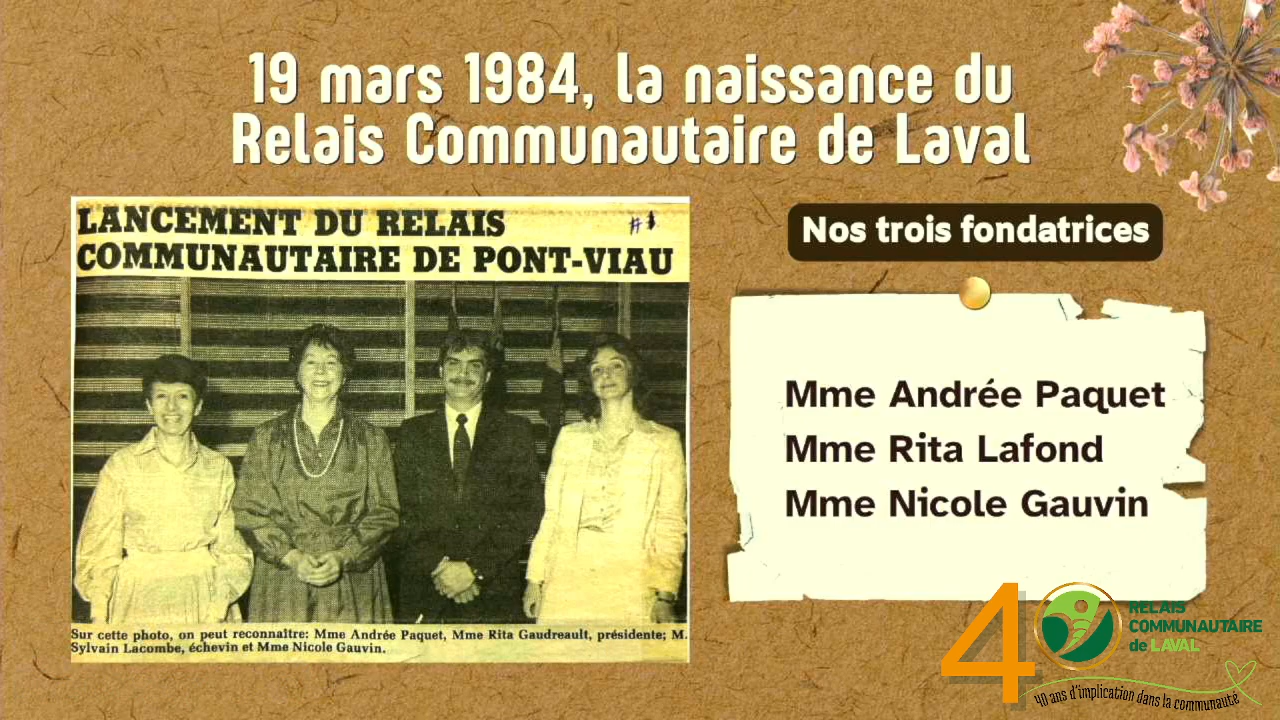 19 mars 1984, la naissance du
Relais Communautaire de Laval
LANCEMENT DU RELAIS
COMMUNAUTAIRE DE PONT-VIAU
#1
Sur cette photo, on peut reconnaître: Mme Andrée Paquet, Mme Rita Gaudreault, présidente; M.
Sylvain Lacombe, échevin et Mme Nicole Gauvin.
Nos trois fondatrices
Mme Andrée Paquet
Mme Rita Lafond
Mme Nicole Gauvin
40
RELAIS
COMMUNAUTAIRE
de LAVAL
40 ans d'implication dans la communauté